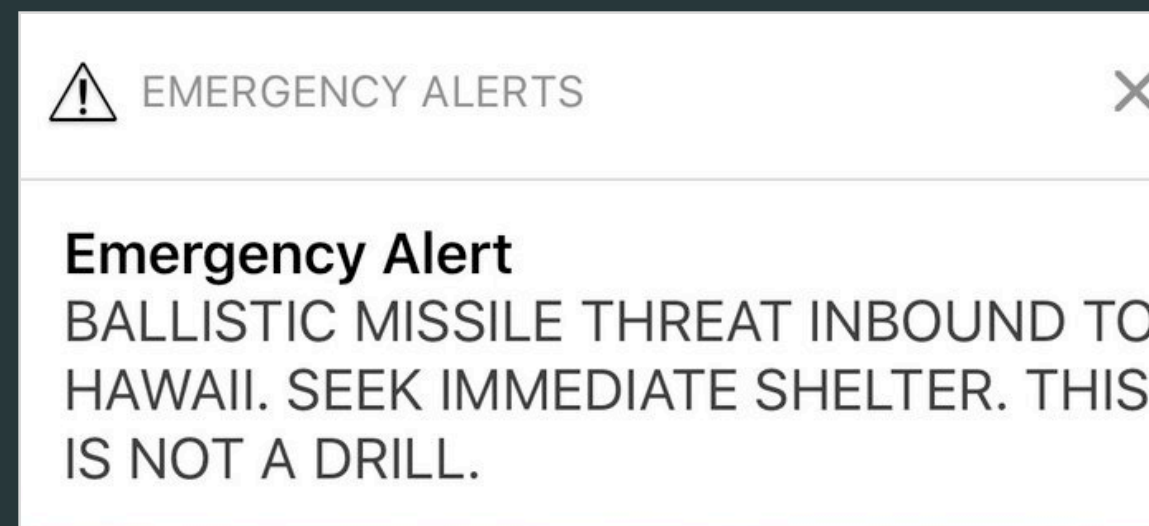 EMERGENCY ALERTS
Emergency Alert
BALLISTIC MISSILE THREAT INBOUND TO
HAWAII. SEEK IMMEDIATE SHELTER. THIS
IS NOT A DRILL.